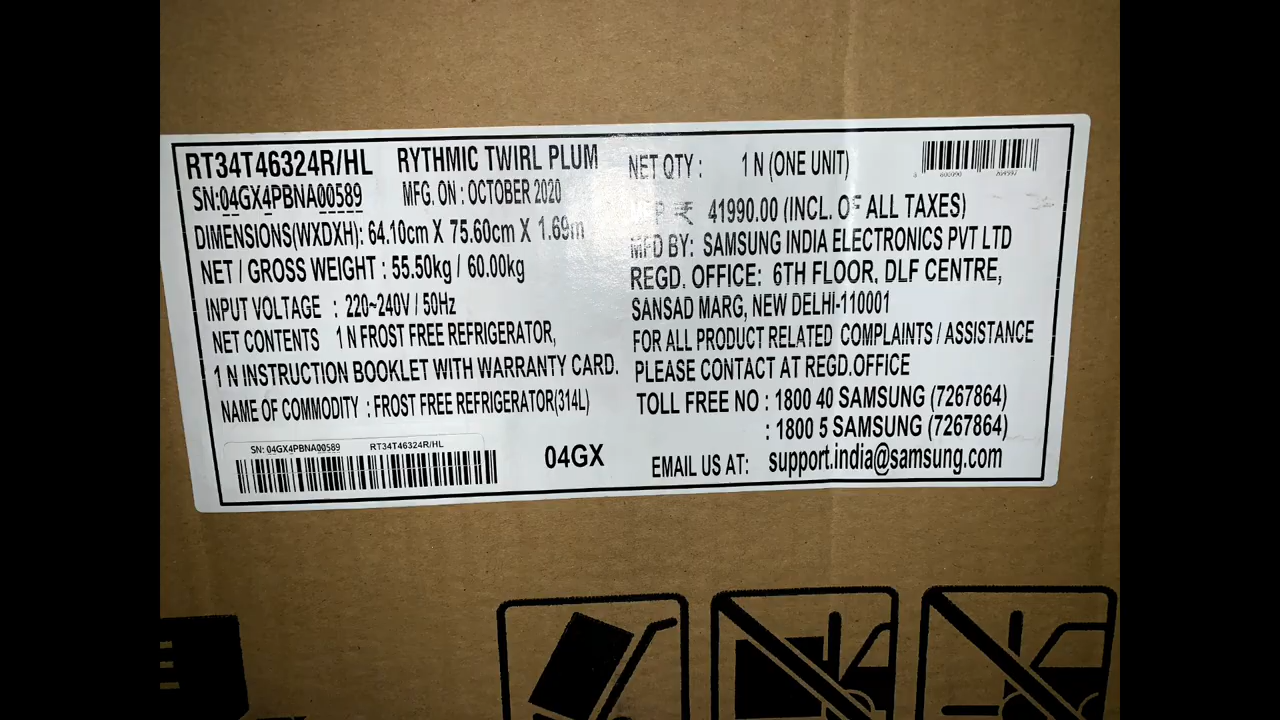 RT34T46324R/HL RYTHMIC TWIRL PLUM
SN:04GX4PBNA00589 MFG. ON : OCTOBER 2020
DIMENSIONS(WXDXH): 64.10cm X 75.60cm X 1.69m
NET / GROSS WEIGHT : 55.50kg / 60.00kg
INPUT VOLTAGE : 220~240V / 50Hz
NET CONTENTS 1 N FROST FREE REFRIGERATOR,
1 N INSTRUCTION BOOKLET WITH WARRANTY CARD.
NAME OF COMMODITY : FROST FREE REFRIGERATOR(314L)
SN: 04GX4PBNA00589 RT34T46324R/HL
04GX
NET QTY : 1 N (ONE UNIT)
₹ 41990.00 (INCL. OF ALL TAXES)
MFD BY: SAMSUNG INDIA ELECTRONICS PVT LTD
REGD. OFFICE: 6TH FLOOR, DLF CENTRE,
SANSAD MARG, NEW DELHI-110001
FOR ALL PRODUCT RELATED COMPLAINTS / ASSISTANCE
PLEASE CONTACT AT REGD.OFFICE
TOLL FREE NO : 1800 40 SAMSUNG (7267864)
: 1800 5 SAMSUNG (7267864)
EMAIL US AT: support.india@samsung.com